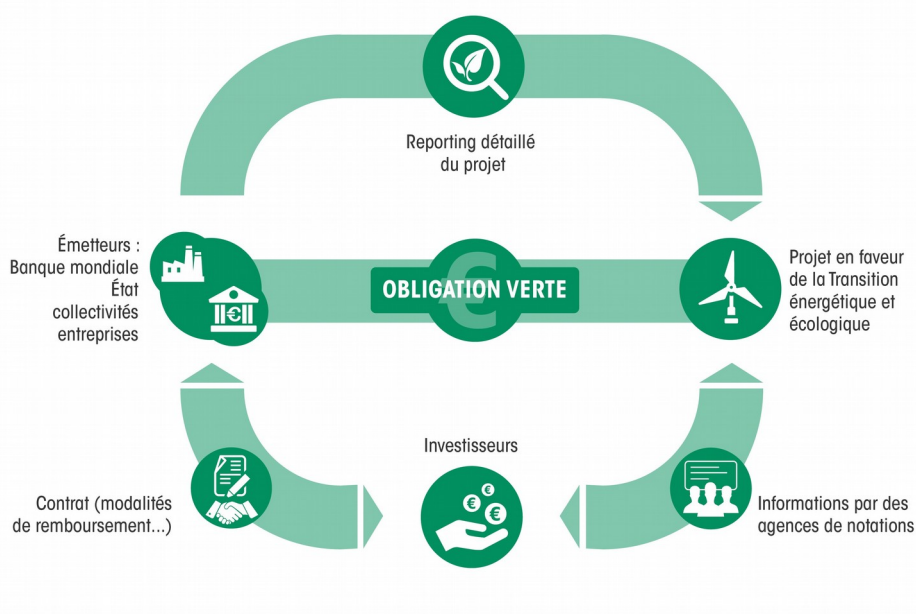 Reporting détaillé
du projet
Émetteurs :
Banque mondiale
État
collectivités
entreprises
OBLIGATION VERTE
Projet en faveur
de la Transition
énergétique et
écologique
Investisseurs
Contrat (modalités
de remboursement...)
Informations par des
agences de notations